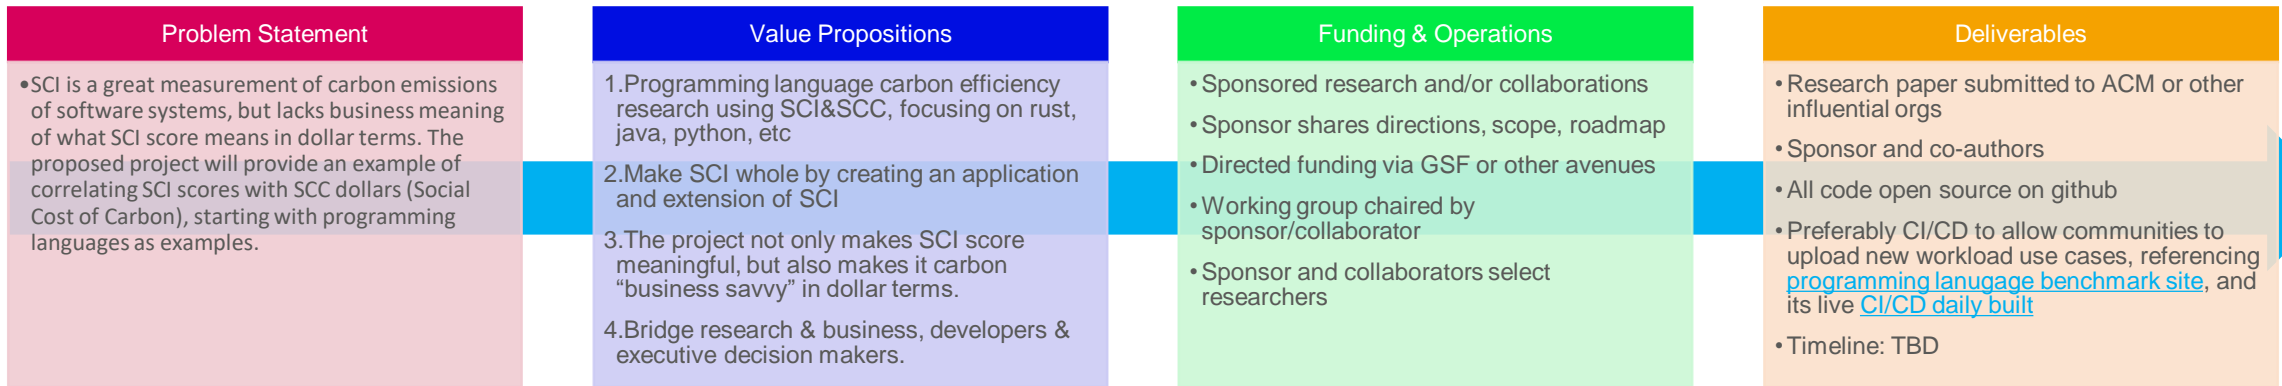 Problem Statement
•SCI is a great measurement of carbon emissions
of software systems, but lacks business meaning
of what SCI score means in dollar terms. The
proposed project will provide an example of
correlating SCI scores with SCC dollars (Social
Cost of Carbon), starting with programming
languages as examples.
Value Propositions
1.Programming language carbon efficiency
research using SCI&SCC, focusing on rust,
java, python, etc
2.Make SCI whole by creating an application
and extension of SCI
3.The project not only makes SCI score
meaningful, but also makes it carbon
“business savvy” in dollar terms.
4.Bridge research & business, developers &
executive decision makers.
Funding & Operations
•Sponsored research and/or collaborations
•Sponsor shares directions, scope, roadmap
•Directed funding via GSF or other avenues
•Working group chaired by
sponsor/collaborator
•Sponsor and collaborators select
researchers
Deliverables
•Research paper submitted to ACM or other
influential orgs
•Sponsor and co-authors
•All code open source on github
•Preferably CI/CD to allow communities to
upload new workload use cases, referencing
programming lanugage benchmark site, and
its live CI/CD daily built
•Timeline: TBD